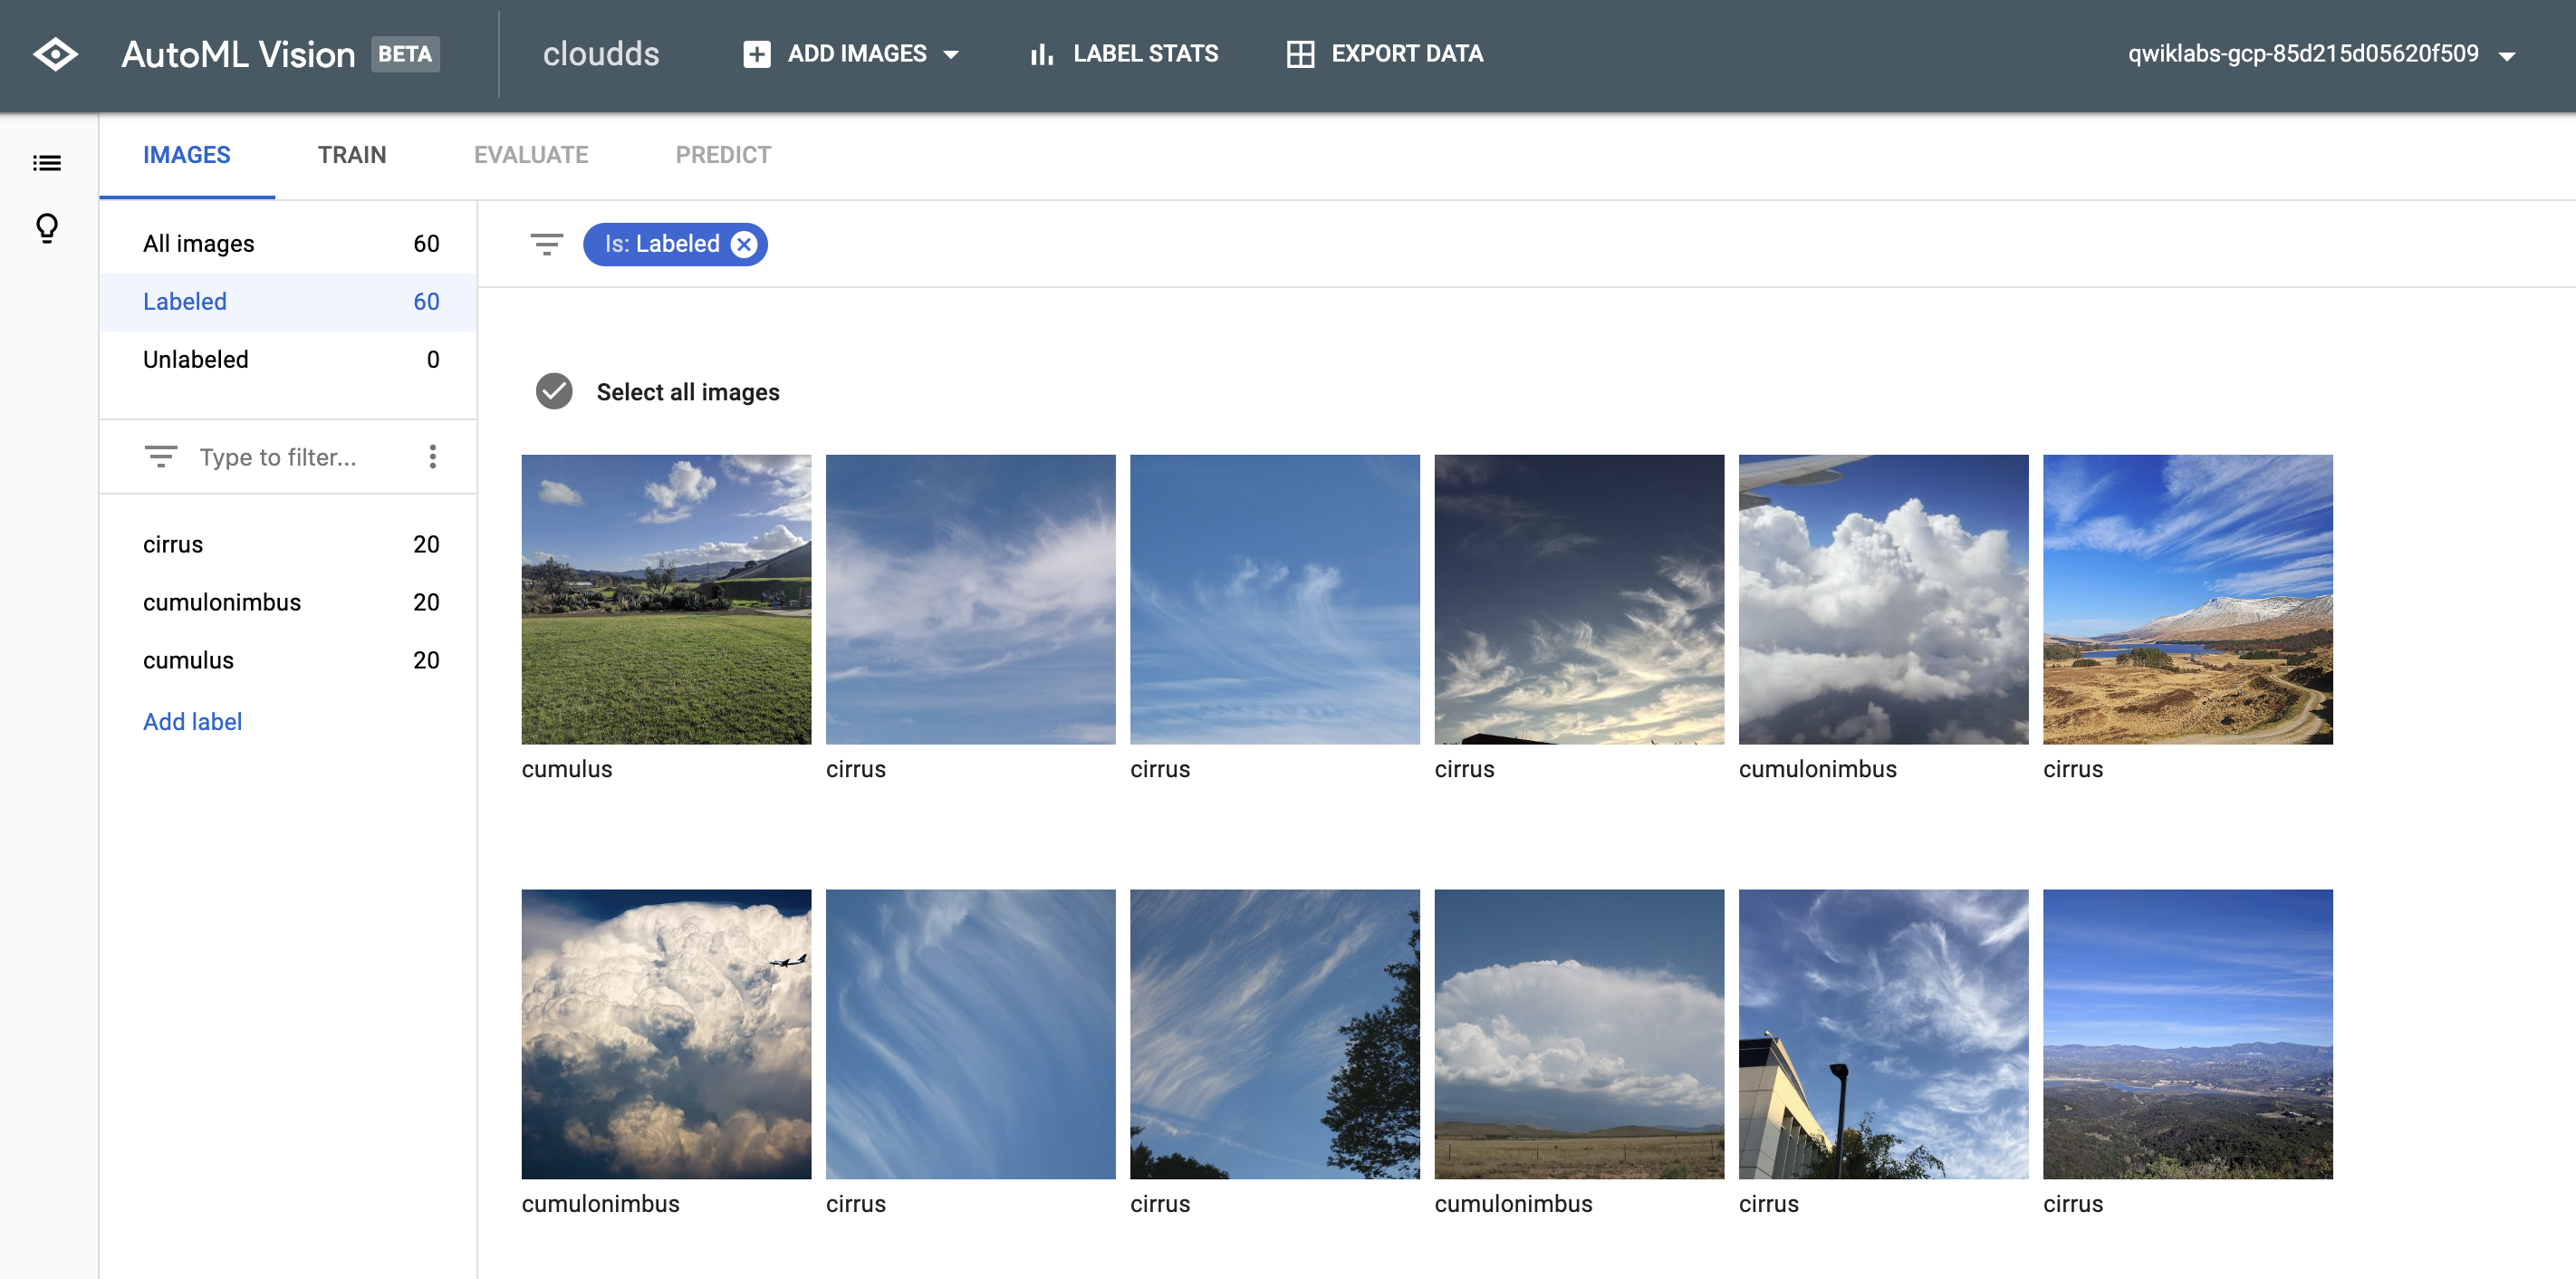 AutoML Vision BETA
cloudds
ADD IMAGES
LABEL STATS
EXPORT DATA
qwiklabs-gcp-85d215d05620f509
IMAGES
TRAIN
EVALUATE
PREDICT
All images 60
Labeled 60
Unlabeled 0
Type to filter...
cirrus 20
cumulonimbus 20
cumulus 20
Add label
Is: Labeled
Select all images
cumulus
cirrus
cirrus
cirrus
cumulonimbus
cirrus
cumulonimbus
cirrus
cirrus
cumulonimbus
cirrus
cirrus